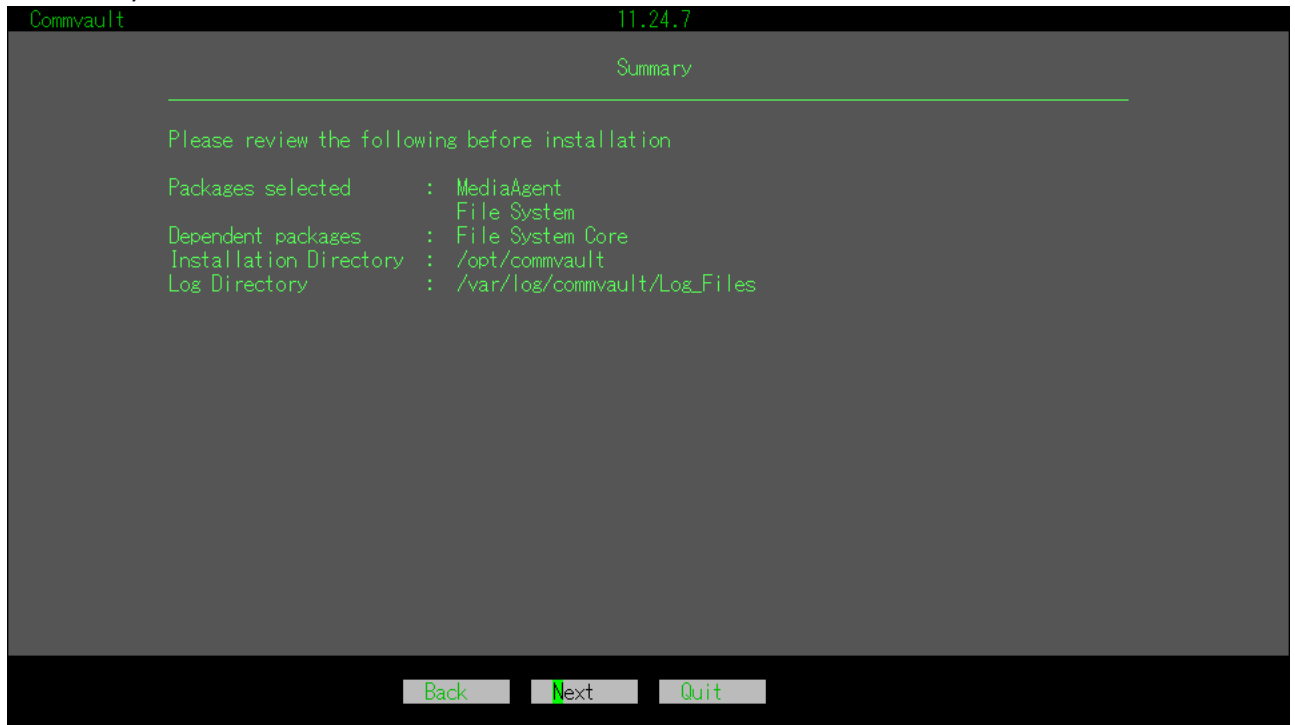 Commvault 11.24.7
Summary
Please review the following before installation
Packages selected : MediaAgent
File System
Dependent packages : File System Core
Installation Directory : /opt/commvault
Log Directory : /var/log/commvault/Log_Files
Back Next Quit